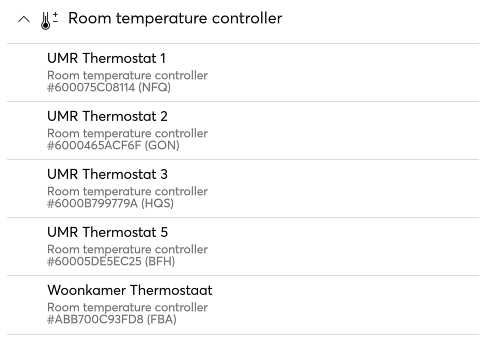 Room temperature controller
UMR Thermostat 1
Room temperature controller
#600075C08114 (NFQ)
UMR Thermostat 2
Room temperature controller
#6000465ACF6F (GON)
UMR Thermostat 3
Room temperature controller
#6000B799779A (HQS)
UMR Thermostat 5
Room temperature controller
#60005DE5EC25 (BFH)
Woonkamer Thermostaat
Room temperature controller
#ABB700C93FD8 (FBA)